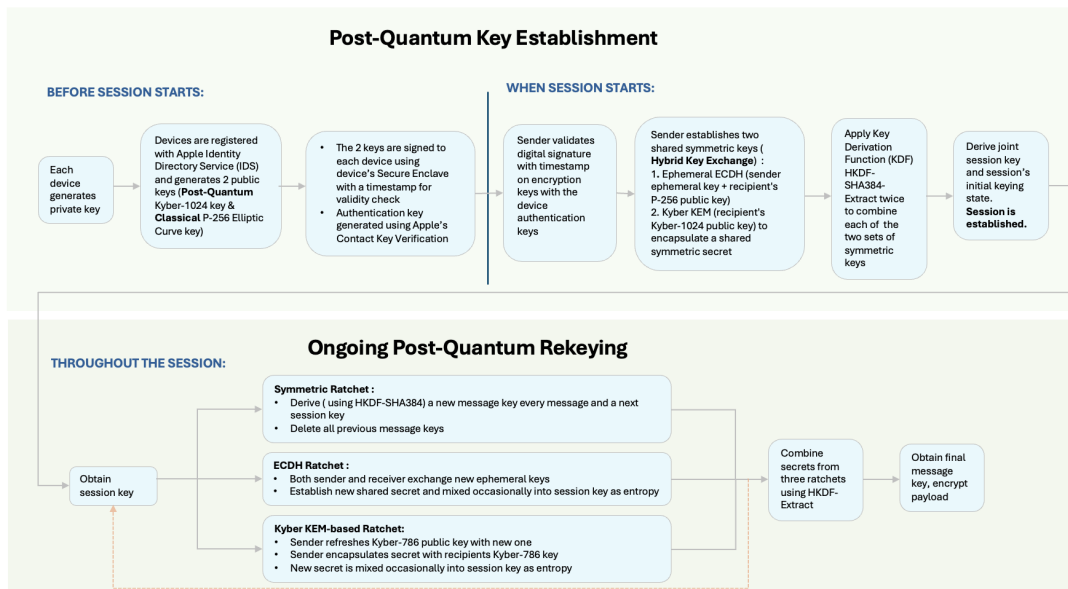 Post-Quantum Key Establishment
BEFORE SESSION STARTS:
WHEN SESSION STARTS:
Each
device
generates
private key
Devices are registered
with Apple Identity
Directory Service (IDS)
and generates 2 public
keys (Post-Quantum
Kyber-1024 key &
Classical P-256 Elliptic
Curve key)
• The 2 keys are signed to
each device using
device's Secure Enclave
with a timestamp for
validity check
• Authentication key
generated using Apple's
Contact Key Verification
Sender validates
digital signature
with timestamp
on encryption
keys with the
device
authentication
keys
Sender establishes two
shared symmetric keys (
Hybrid Key Exchange) :
1. Ephemeral ECDH (sender
ephemeral key + recipient's
P-256 public key)
2. Kyber KEM (recipient's
Kyber-1024 public key) to
encapsulate a shared
symmetric secret
Apply Key
Derivation
Function (KDF)
HKDF-
SHA384-
Extract twice
to combine
each of the
two sets of
symmetric
keys
Derive joint
session key
and session's
initial keying
state.
Session is
established.
Ongoing Post-Quantum Rekeying
THROUGHOUT THE SESSION:
Obtain
session key
Symmetric Ratchet :
• Derive ( using HKDF-SHA384) a new message key every message and a next
session key
• Delete all previous message keys
ECDH Ratchet :
• Both sender and receiver exchange new ephemeral keys
• Establish new shared secret and mixed occasionally into session key as entropy
Kyber KEM-based Ratchet:
• Sender refreshes Kyber-786 public key with new one
• Sender encapsulates secret with recipients Kyber-786 key
• New secret is mixed occasionally into session key as entropy
Combine
secrets from
three ratchets
using HKDF-
Extract
Obtain final
message
key, encrypt
payload